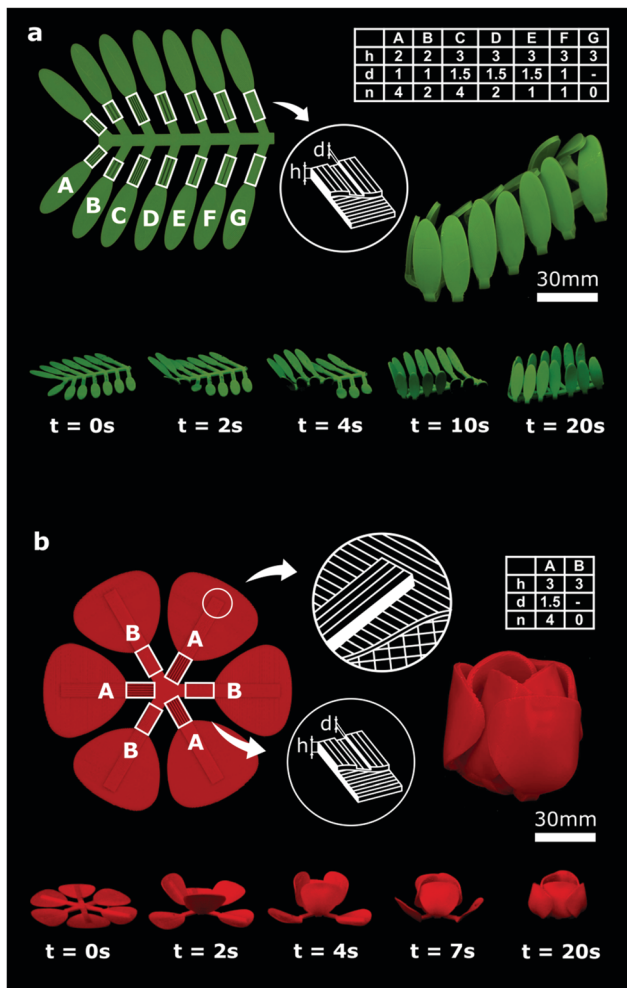 a
A B C D E F G
h 2 2 3 3 3 3 3
d 1 1 1.5 1.5 1.5 1 -
n 4 2 4 2 1 1 0
d
h
A
B
C
D
E
F
G
30mm
t = 0s t = 2s t = 4s t = 10s t = 20s
b
A B
h 3 3
d 1.5 -
n 4 0
B A
A B
B A
d
h
30mm
t = 0s t = 2s t = 4s t = 7s t = 20s